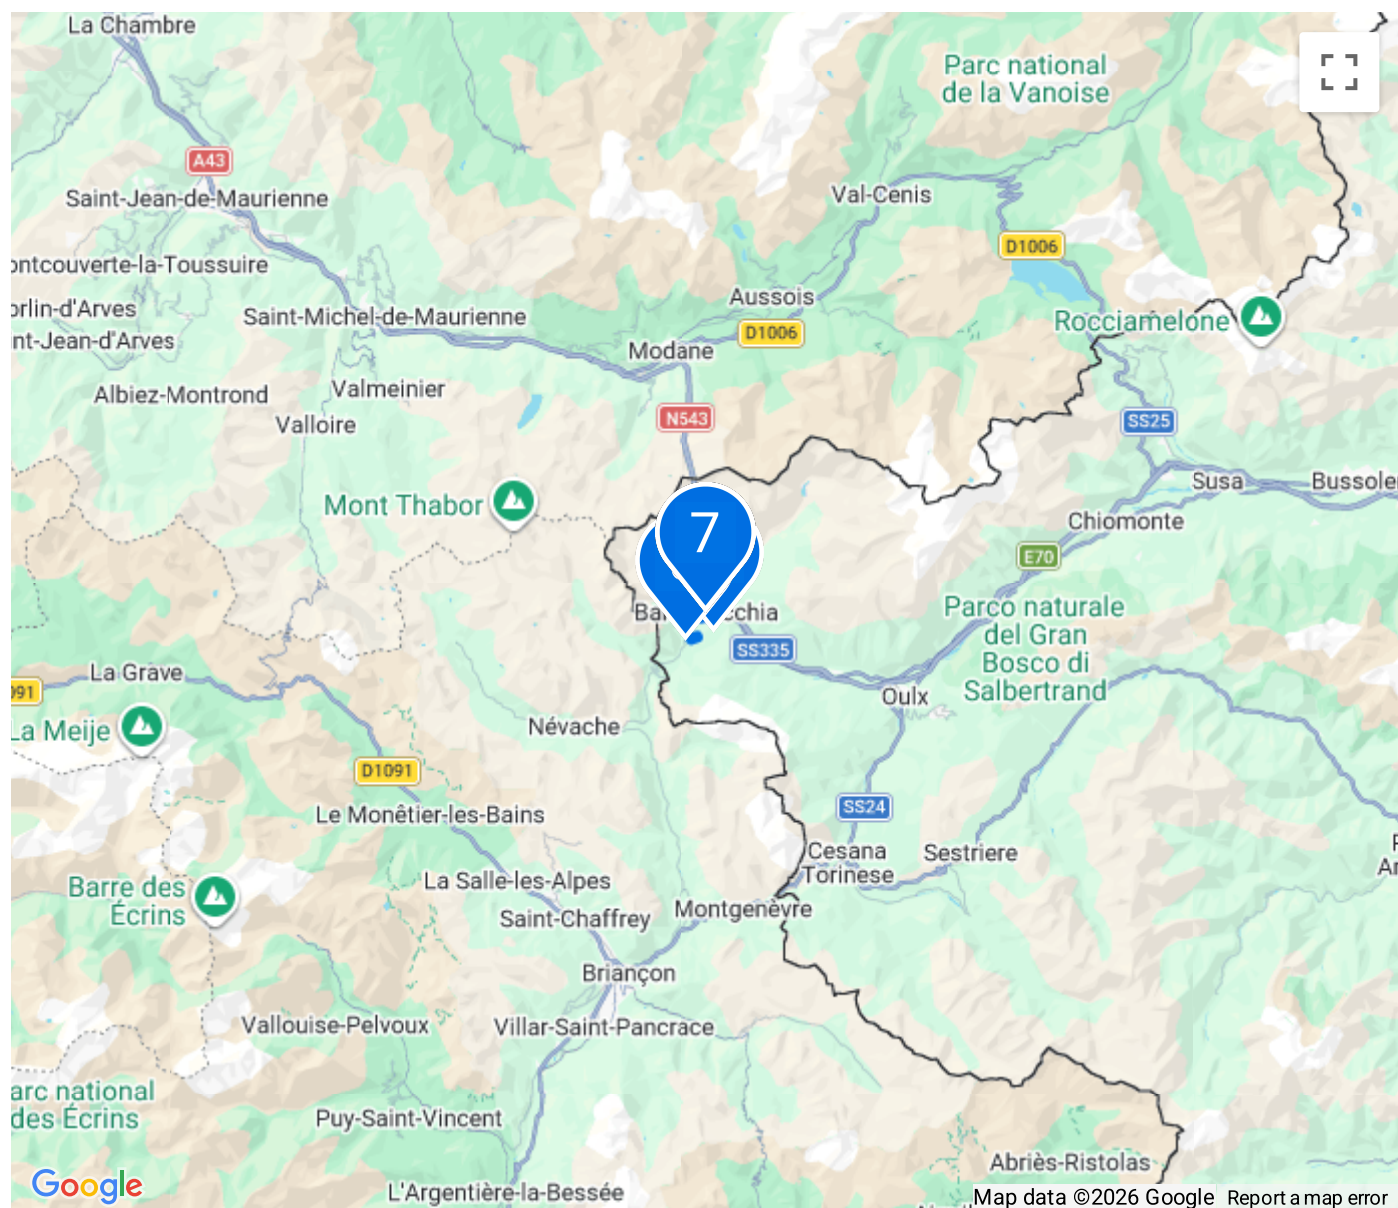 La Chambre
Parc national
de la Vanoise
A43
Saint-Jean-de-Maurienne
Val-Cenis
D1006
ontcouverte-la-Toussuire
Aussois
orlin-d'Arves
Saint-Michel-de-Maurienne
Rocciamelone
D1006
nt-Jean-d'Arves
Modane
Albiez-Montrond
Valmeinier
N543
SS25
Valloire
Susa
Bussole
Mont Thabor
Chiomonte
7
E70
Parco naturale
del Gran
Bosco di
Salbertrand
SS335
La Grave
091
Oulx
La Meije
Névache
D1091
SS24
Le Monêtier-les-Bains
Cesana
Torinese
Sestriere
La Salle-les-Alpes
Barre des
Écrins
Saint-Chaffrey
Montgenèvre
Briançon
Vallouise-Pelvoux
Villar-Saint-Pancrace
arc national
des Écrins
Puy-Saint-Vincent
Abriès-Ristolas
Google
L'Argentière-la-Bessée
Map data ©2026 Google
Report a map error